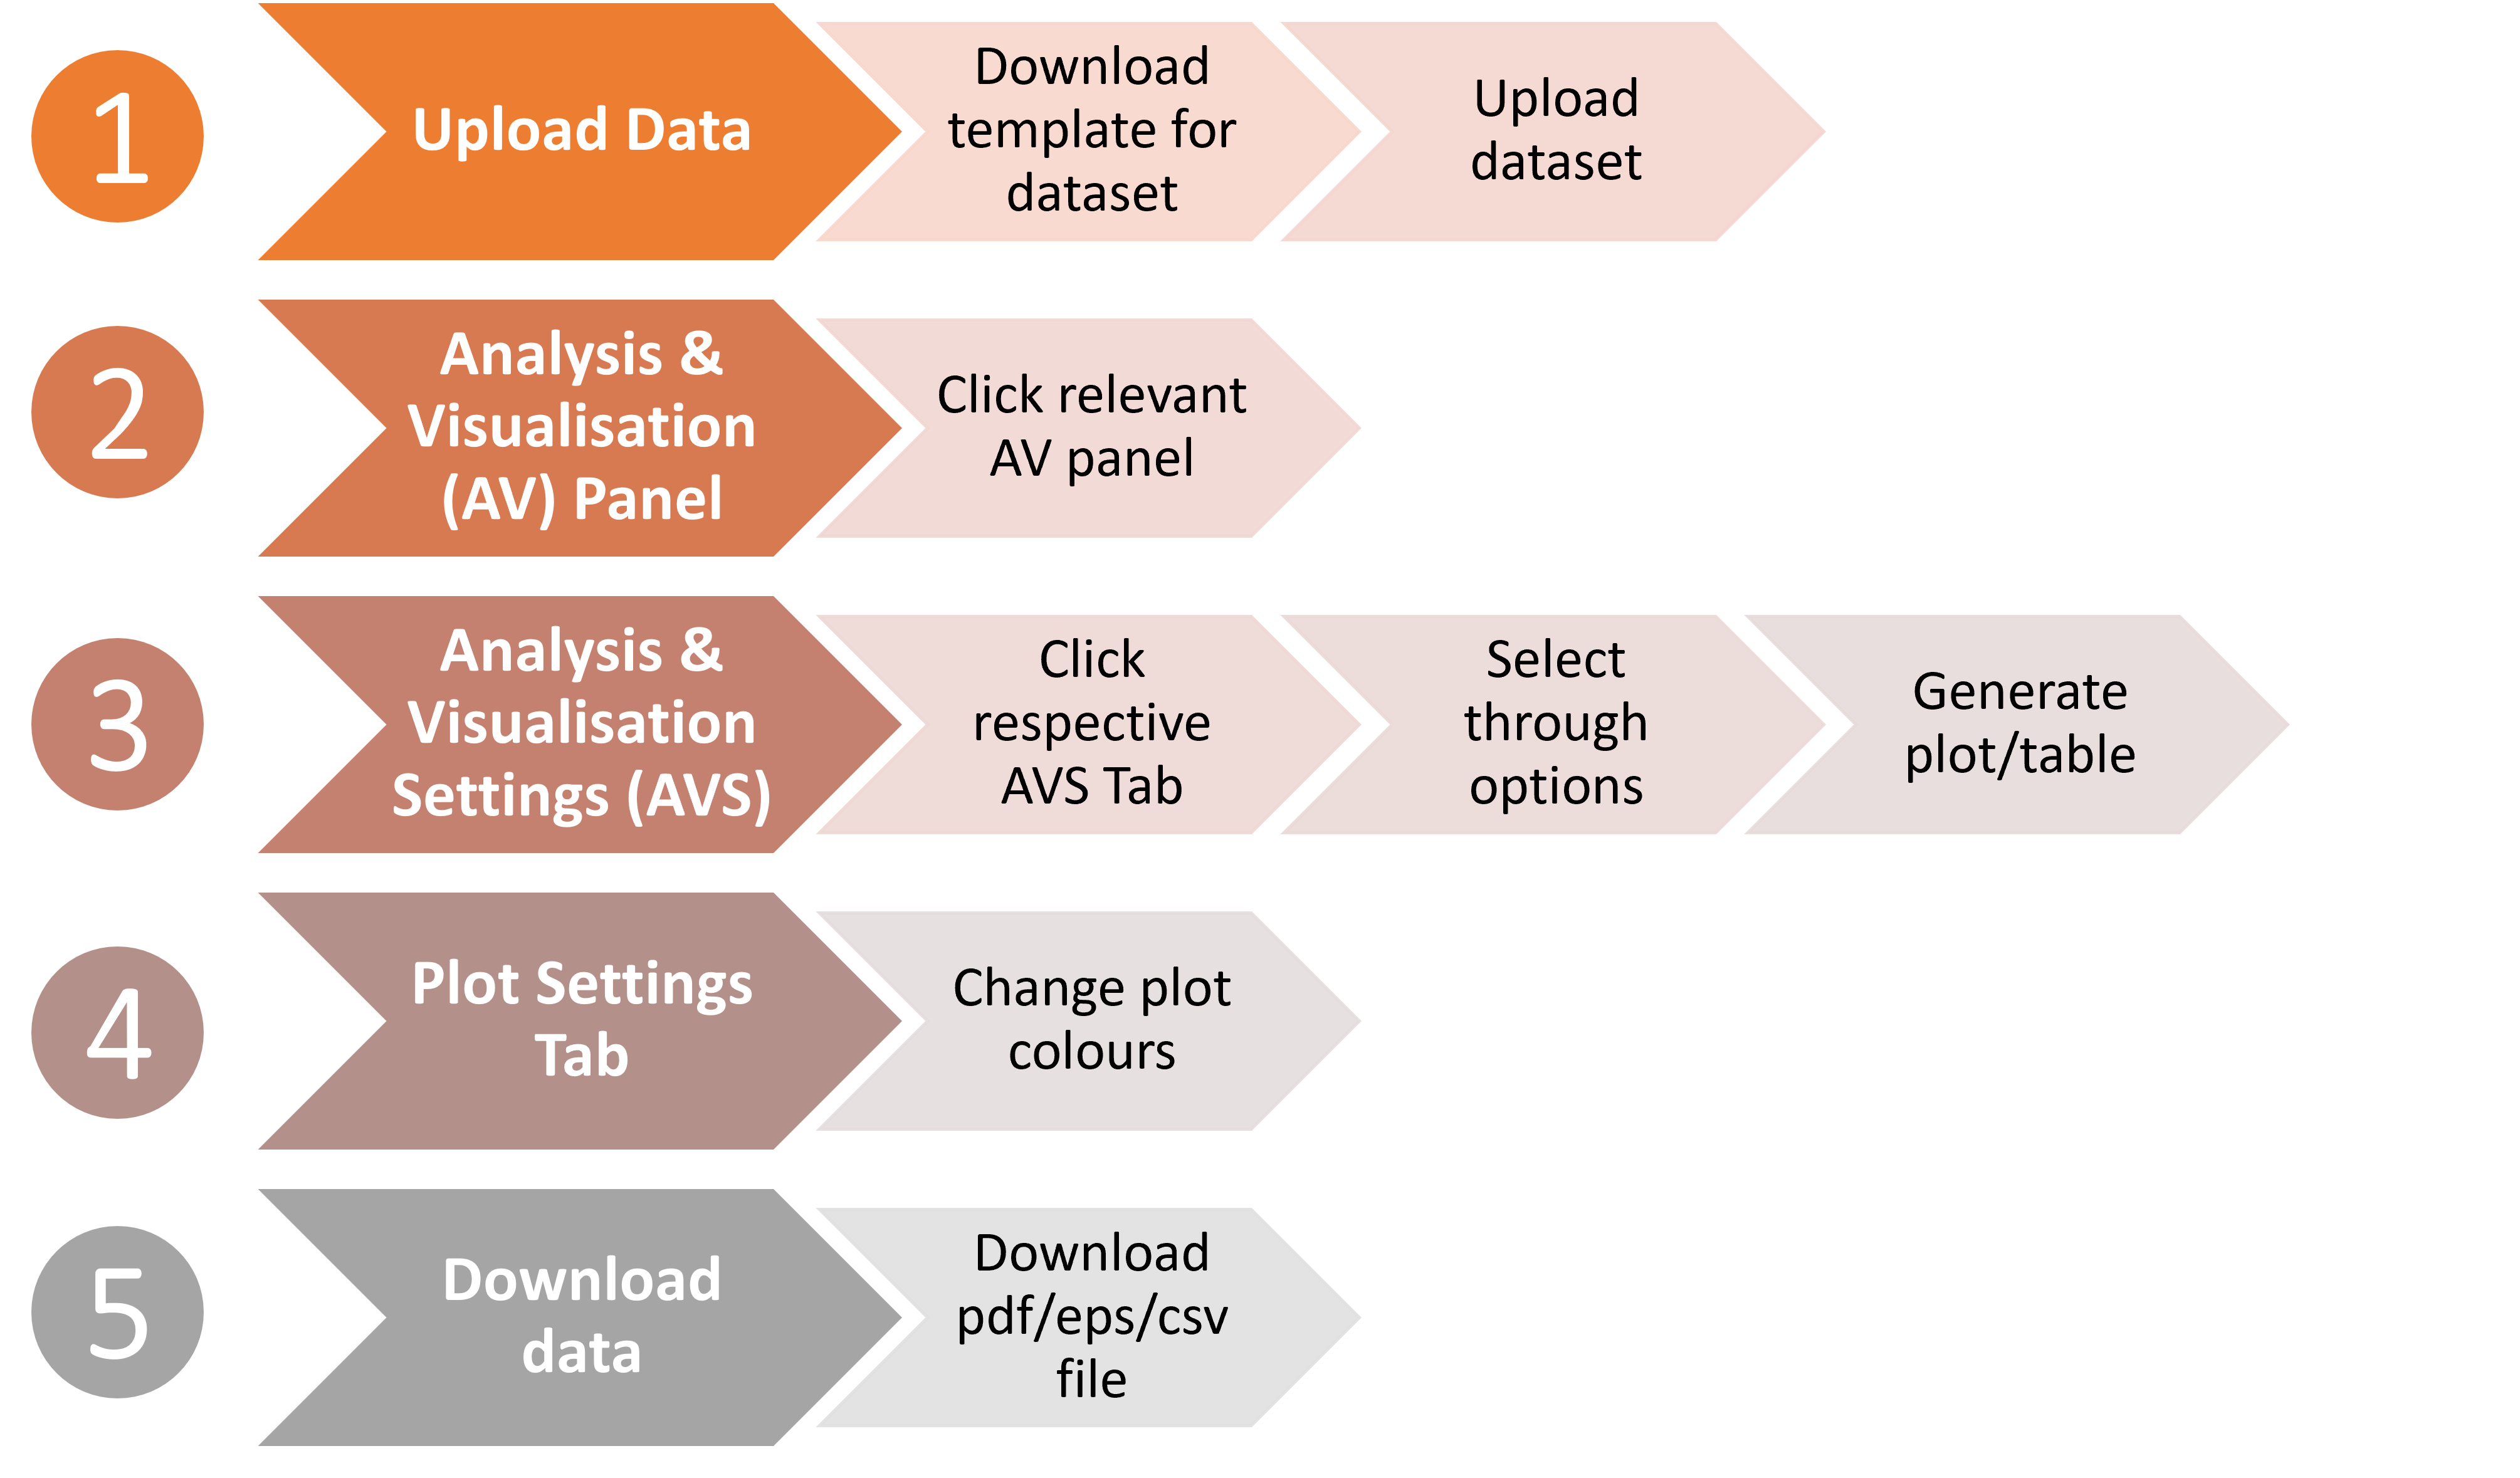 1
Upload Data
Download
template for
dataset
Upload
dataset
2
Analysis &
Visualisation
(AV) Panel
Click relevant
AV panel
3
Analysis &
Visualisation
Settings (AVS)
Click
respective
AVS Tab
Select
through
options
Generate
plot/table
4
Plot Settings
Tab
Change plot
colours
5
Download
data
Download
pdf/eps/csv
file